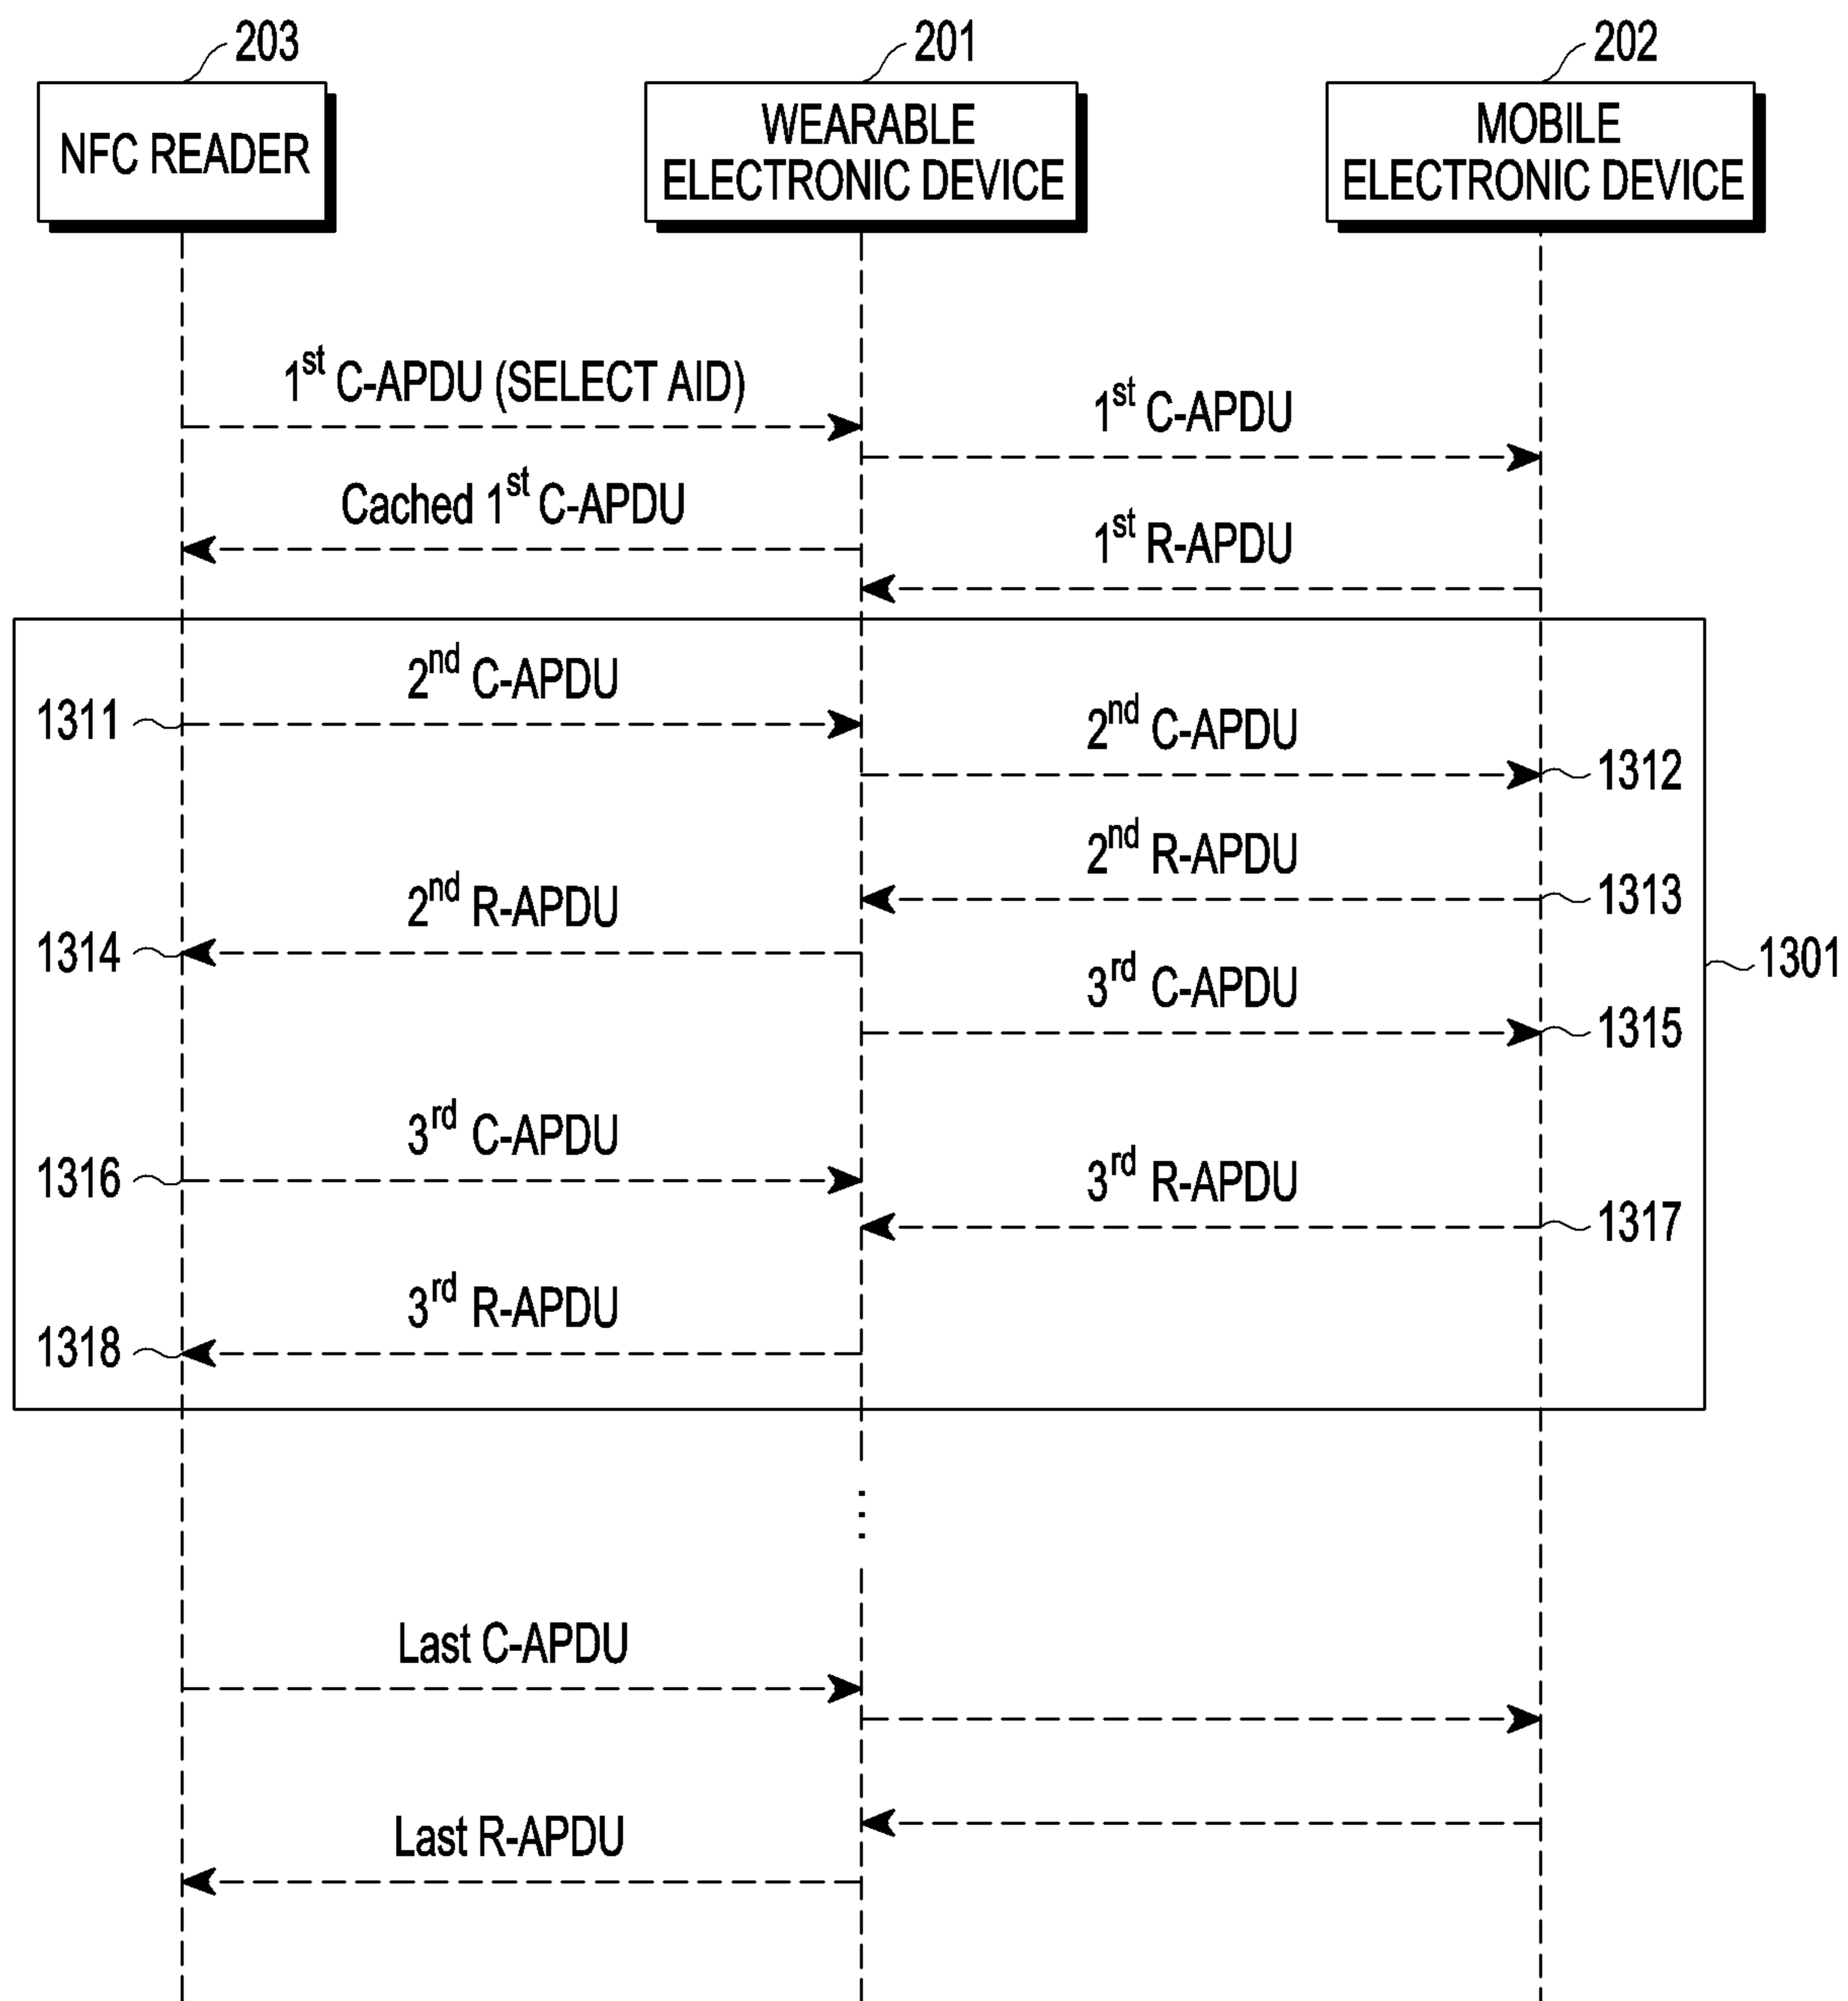 203
201
202
NFC READER
WEARABLE
ELECTRONIC DEVICE
MOBILE
ELECTRONIC DEVICE
1st C-APDU (SELECT AID)
1st C-APDU
Cached 1st C-APDU
1st R-APDU
2nd C-APDU
1311
2nd C-APDU
1312
2nd R-APDU
1313
2nd R-APDU
1314
1301
3rd C-APDU
1315
3rd C-APDU
1316
3rd R-APDU
1317
3rd R-APDU
1318
Last C-APDU
Last R-APDU